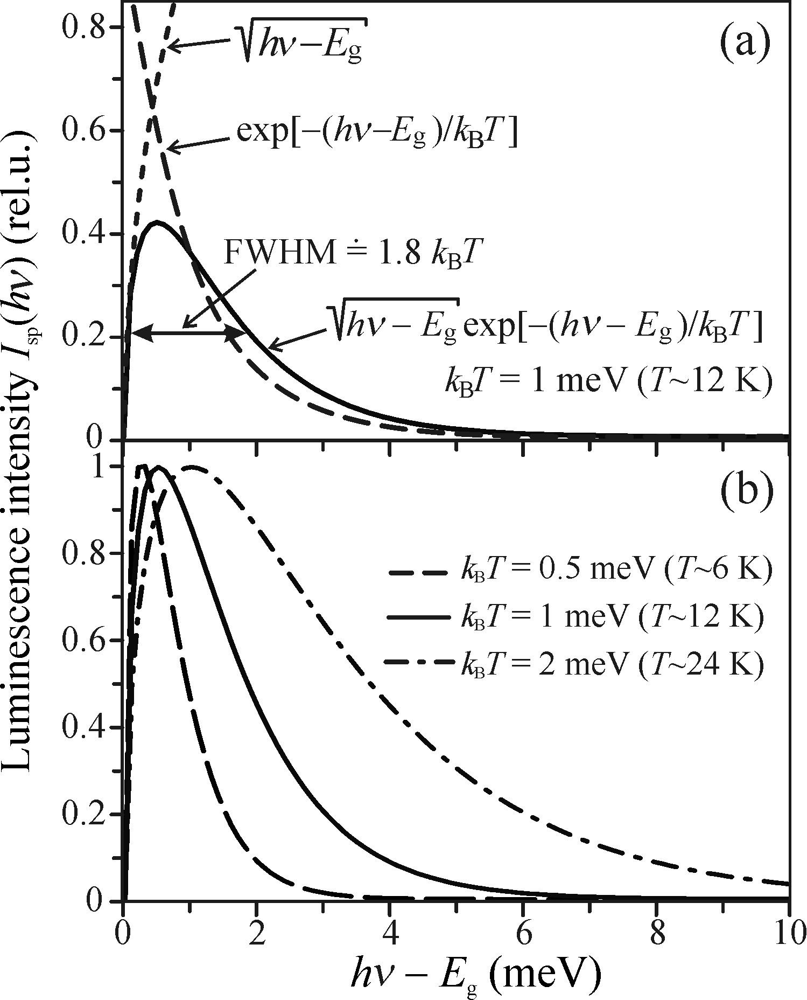 Luminescence intensity Isp(hν) (rel.u.)
(a)
0.8
0.6
0.4
0.2
0
√hν–Eg
exp[–(hν–Eg)/kBT]
FWHM ≐ 1.8 kBT
√hν – Eg exp[–(hν – Eg)/kBT]
kBT = 1 meV (T~12 K)
(b)
1
0.8
0.6
0.4
0.2
0
kBT = 0.5 meV (T~6 K)
kBT = 1 meV (T~12 K)
kBT = 2 meV (T~24 K)
0 2 4 6 8 10
hν – Eg (meV)